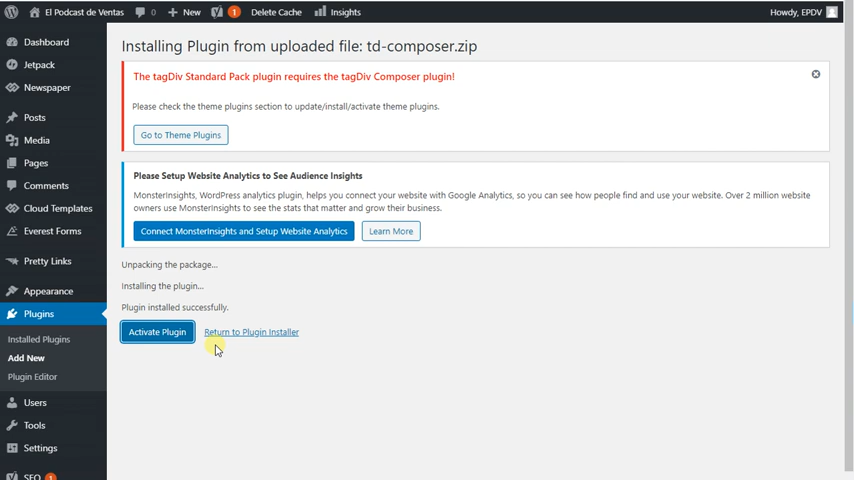 El Podcast de Ventas 0 New 1 Delete Cache Insights Howdy, EPDV
Dashboard
Jetpack
Newspaper
Posts
Media
Pages
Comments
Cloud Templates
Everest Forms
Pretty Links
Appearance
Plugins
Installed Plugins
Add New
Plugin Editor
Users
Tools
Settings
SEO 1
Installing Plugin from uploaded file: td-composer.zip
The tagDiv Standard Pack plugin requires the tagDiv Composer plugin!
Please check the theme plugins section to update/install/activate theme plugins.
Go to Theme Plugins
Please Setup Website Analytics to See Audience Insights
MonsterInsights, WordPress analytics plugin, helps you connect your website with Google Analytics, so you can see how people find and use your website. Over 2 million website
owners use MonsterInsights to see the stats that matter and grow their business.
Connect MonsterInsights and Setup Website Analytics Learn More
Unpacking the package...
Installing the plugin...
Plugin installed successfully.
Activate Plugin Return to Plugin Installer